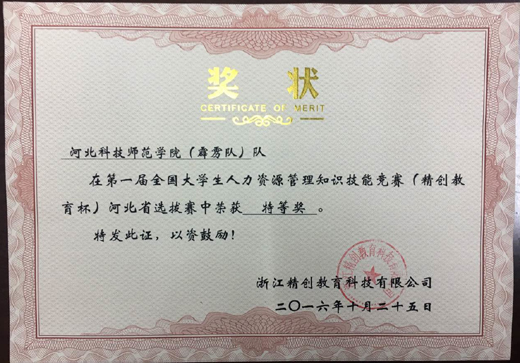 奖状
CERTIFICATE OF MERIT
河北科技师范学院（霹雳队）队
在第一届全国大学生人力资源管理知识技能竞赛（精创教
育杯）河北省选拔赛中荣获 特等奖 。
特发此证，以资鼓励！
浙江精创教育科技有限公司
二〇一六年十月二十五日